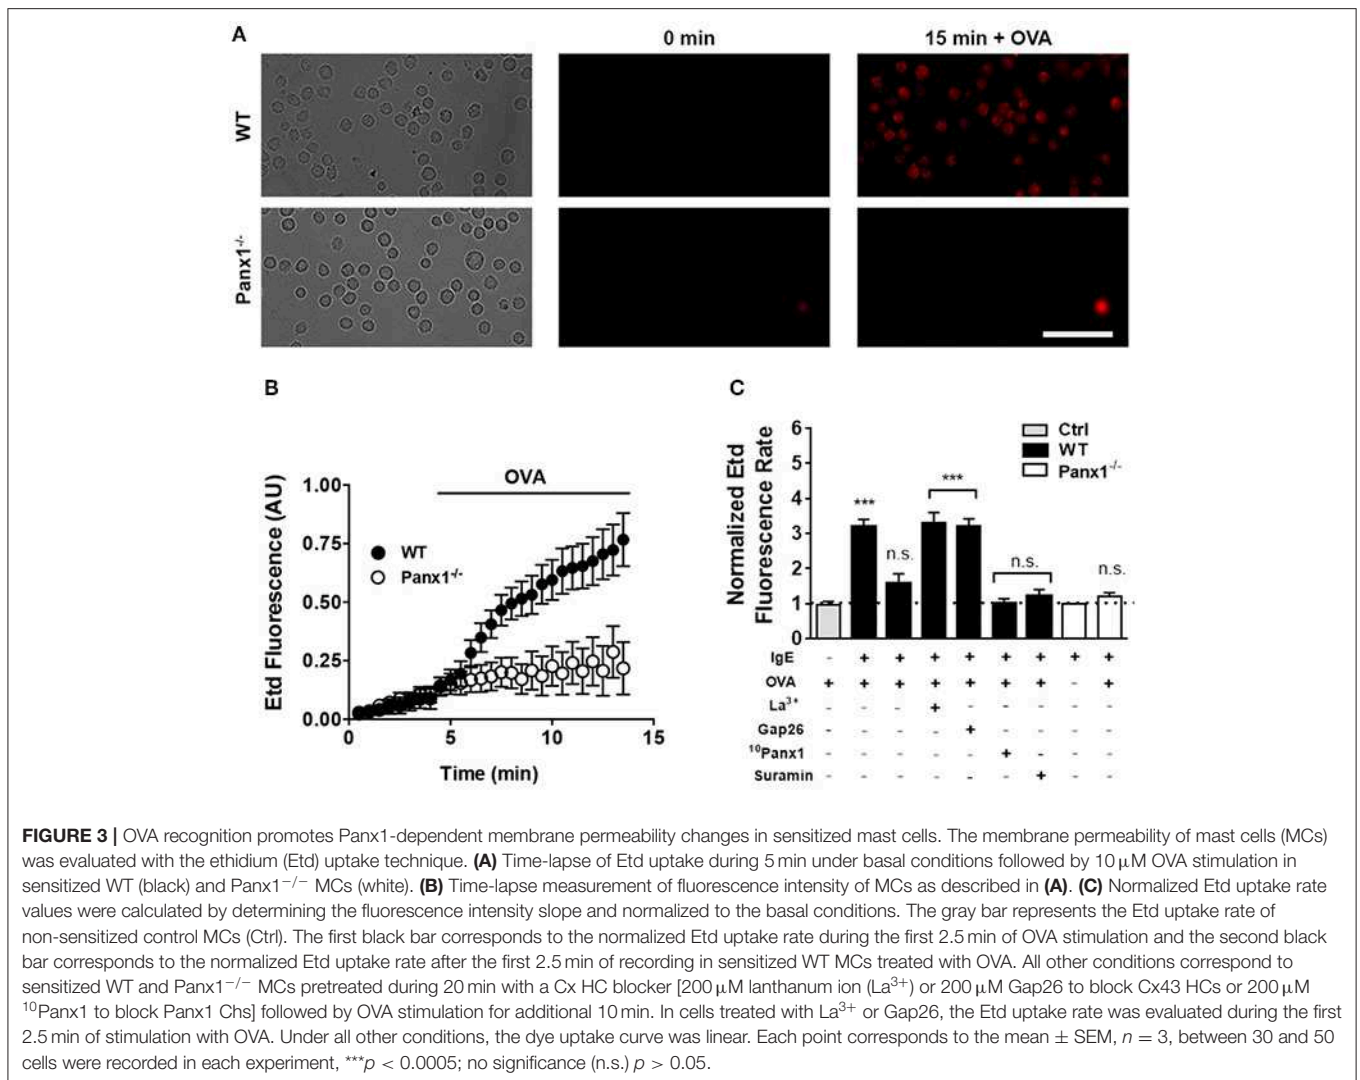 A
0 min
15 min + OVA
WT
Panx1-/-
B
C
1.00
0.75
0.50
0.25
0.00
Etd Fluorescence (AU)
OVA
WT
Panx1-/-
0
5
10
15
Time (min)
Normalized Etd
Fluorescence Rate
6
5
4
3
2
1
0
Ctrl
WT
Panx1-/-
***
n.s.
***
n.s.
n.s.
IgE - + + + + + + + +
OVA + + + + + + + - +
La3+ - - - + - - - - -
Gap26 - - - - + - - - -
10Panx1 - - - - - + - - -
Suramin - - - - - - + - -
FIGURE 3 | OVA recognition promotes Panx1-dependent membrane permeability changes in sensitized mast cells. The membrane permeability of mast cells (MCs)
was evaluated with the ethidium (Etd) uptake technique. (A) Time-lapse of Etd uptake during 5 min under basal conditions followed by 10 μM OVA stimulation in
sensitized WT (black) and Panx1−/− MCs (white). (B) Time-lapse measurement of fluorescence intensity of MCs as described in (A). (C) Normalized Etd uptake rate
values were calculated by determining the fluorescence intensity slope and normalized to the basal conditions. The gray bar represents the Etd uptake rate of
non-sensitized control MCs (Ctrl). The first black bar corresponds to the normalized Etd uptake rate during the first 2.5 min of OVA stimulation and the second black
bar corresponds to the normalized Etd uptake rate after the first 2.5 min of recording in sensitized WT MCs treated with OVA. All other conditions correspond to
sensitized WT and Panx1−/− MCs pretreated during 20 min with a Cx HC blocker [200 μM lanthanum ion (La3+) or 200 μM Gap26 to block Cx43 HCs or 200 μM
10Panx1 to block Panx1 Chs] followed by OVA stimulation for additional 10 min. In cells treated with La3+ or Gap26, the Etd uptake rate was evaluated during the first
2.5 min of stimulation with OVA. Under all other conditions, the dye uptake curve was linear. Each point corresponds to the mean ± SEM, n = 3, between 30 and 50
cells were recorded in each experiment, ***p < 0.0005; no significance (n.s.) p > 0.05.